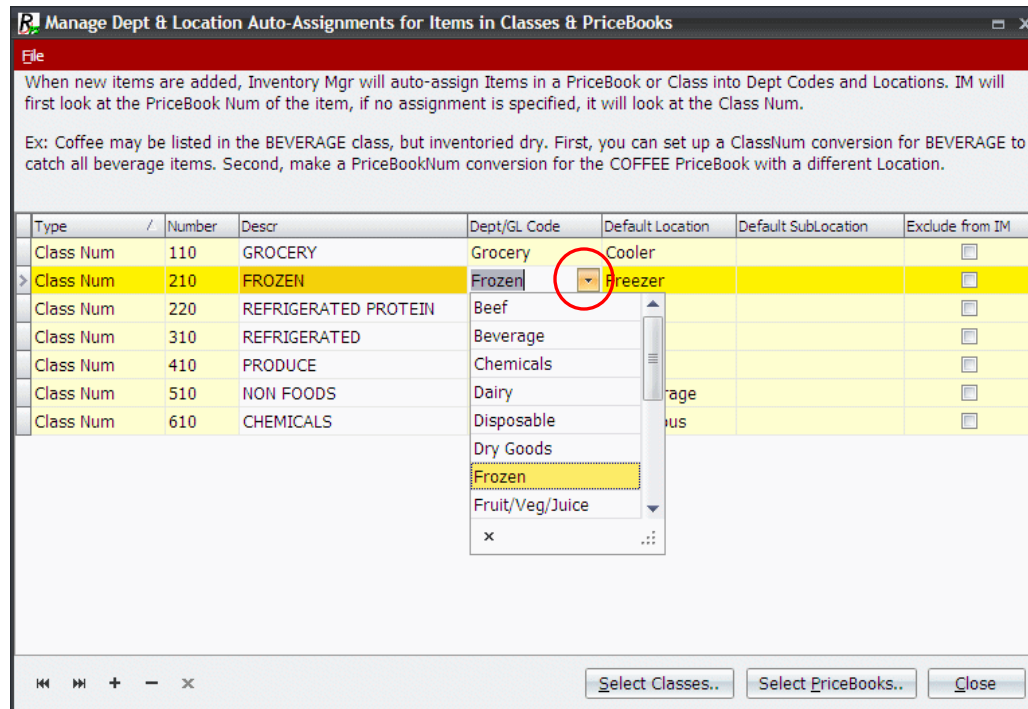 Manage Dept & Location Auto-Assignments for Items in Classes & PriceBooks
File
When new items are added, Inventory Mgr will auto-assign Items in a PriceBook or Class into Dept Codes and Locations. IM will
first look at the PriceBook Num of the item, if no assignment is specified, it will look at the Class Num.
Ex: Coffee may be listed in the BEVERAGE class, but inventoried dry. First, you can set up a ClassNum conversion for BEVERAGE to
catch all beverage items. Second, make a PriceBookNum conversion for the COFFEE PriceBook with a different Location.
Type Number Descr Dept/GL Code Default Location Default SubLocation Exclude from IM
Class Num 110 GROCERY Grocery Cooler
Class Num 210 FROZEN Frozen Freezer
Class Num 220 REFRIGERATED PROTEIN Beef
Class Num 310 REFRIGERATED Beverage
Class Num 410 PRODUCE Chemicals
Class Num 510 NON FOODS Dairy rage
Class Num 610 CHEMICALS Disposable ous
Dry Goods
Frozen
Fruit/Veg/Juice
Select Classes.. Select PriceBooks.. Close